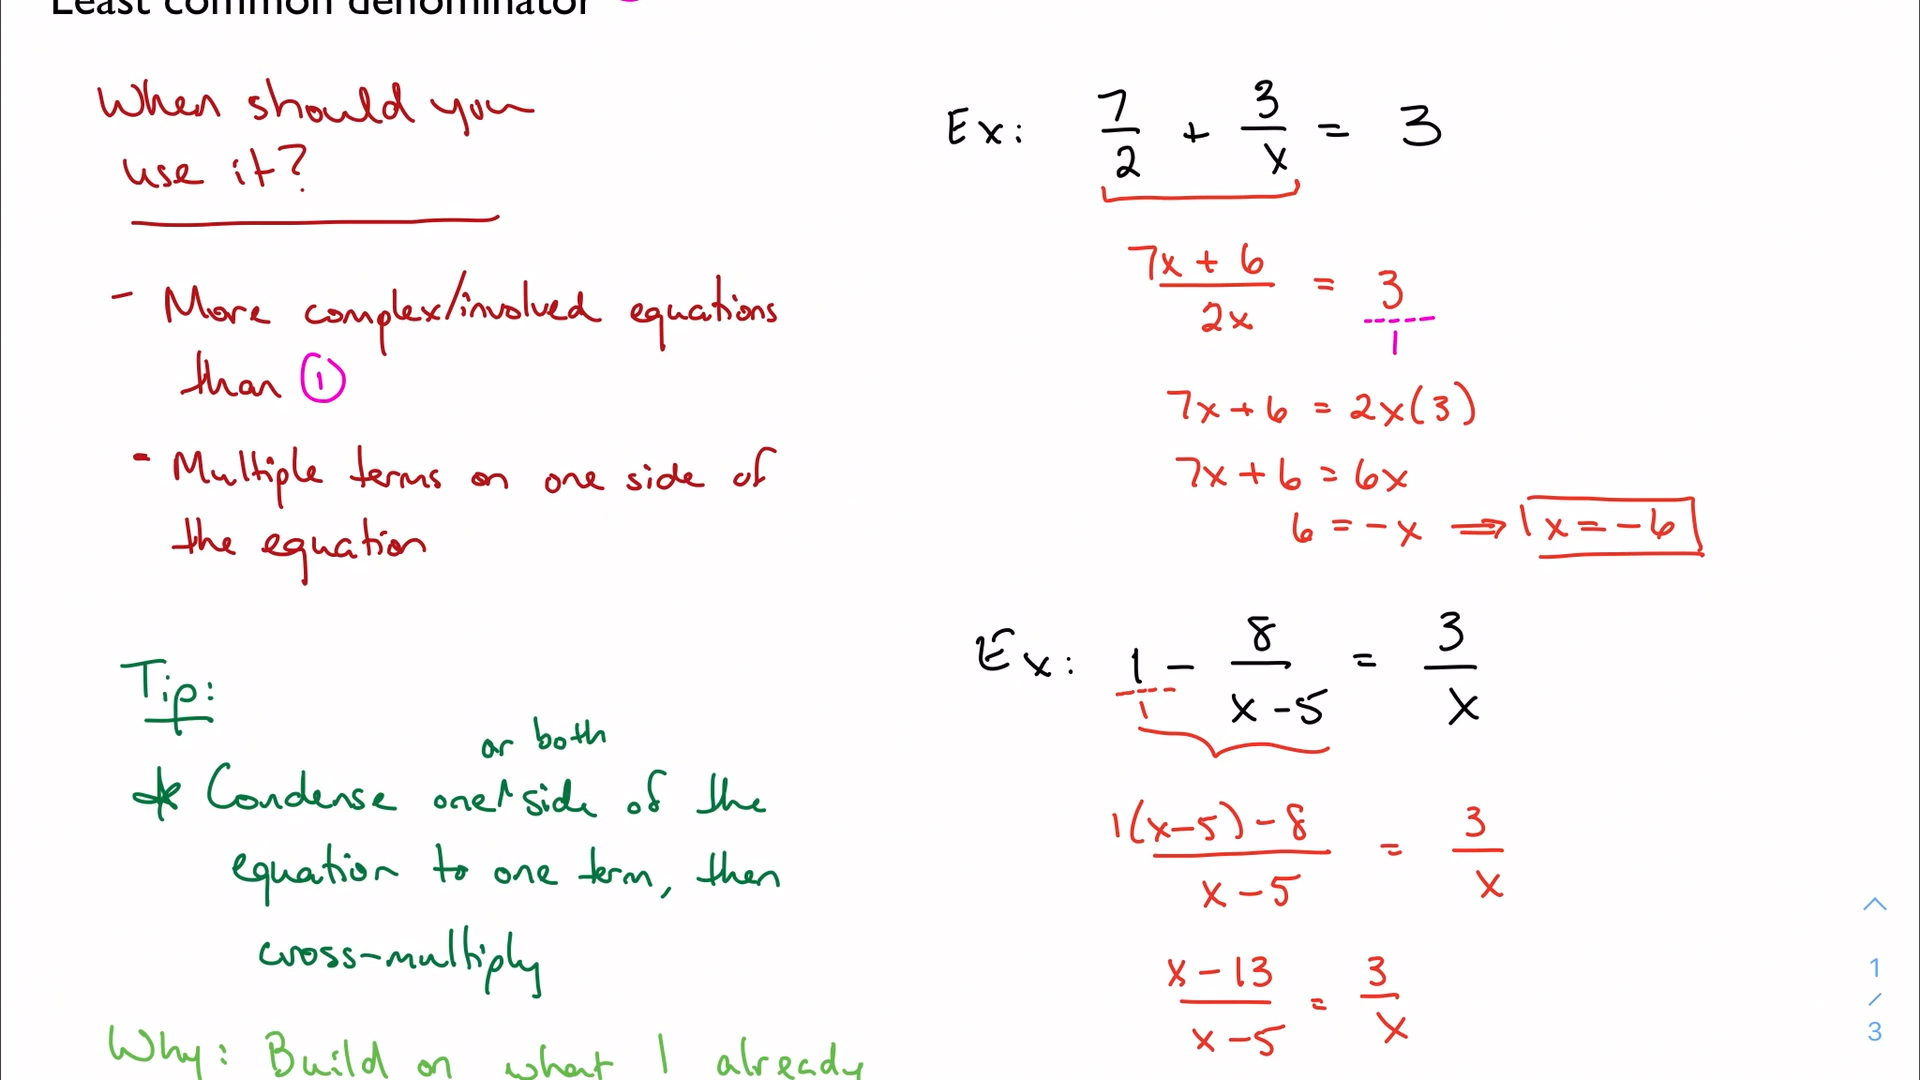 Least common denominator
When should you
use it?
- More complex/involved equations
than ①
- Multiple terms on one side of
the equation
Tip:
or both
* Condense one^side of the
equation to one term, then
cross-multiply
Why: Build on what I already
Ex: 7/2 + 3/x = 3
(7x + 6)/2x = 3/1
7x + 6 = 2x(3)
7x + 6 = 6x
6 = -x ⟹ x = -6
Ex: 1/1 - 8/(x-5) = 3/x
(1(x-5) - 8)/(x-5) = 3/x
(x-13)/(x-5) = 3/x
1
/
3